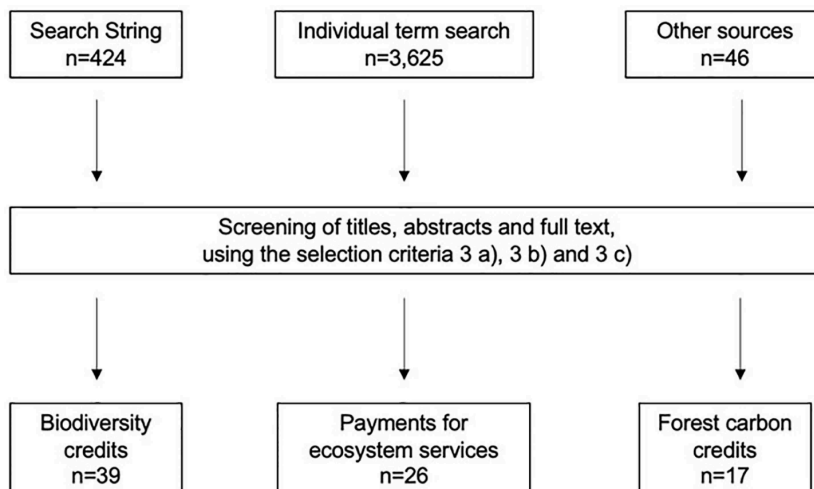 Search String
n=424
Individual term search
n=3,625
Other sources
n=46
Screening of titles, abstracts and full text,
using the selection criteria 3 a), 3 b) and 3 c)
Biodiversity
credits
n=39
Payments for
ecosystem services
n=26
Forest carbon
credits
n=17